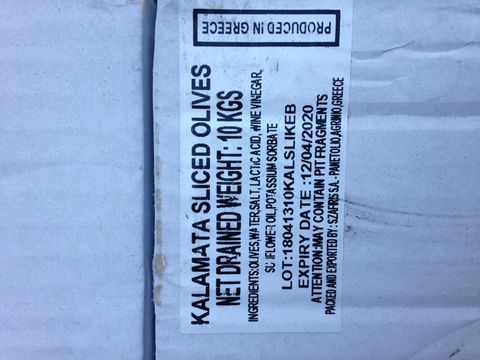 PRODUCED IN GREECE
KALAMATA SLICED OLIVES
NET DRAINED WEIGHT: 10 KGS
INGREDIENTS:OLIVES,WATER,SALT,LACTIC ACID, WINE VINEGAR,
SUNFLOWER OIL,POTASSIUM SORBATE
LOT:18041310KALSLIKEB
EXPIRY DATE :12/04/2020
ATTENTION:MAY CONTAIN PIT FRAGMENTS
PACKED AND EXPORTED BY: S.ZAFIRIS S.A. - PANETOLIO,AGRINIO,GREECE